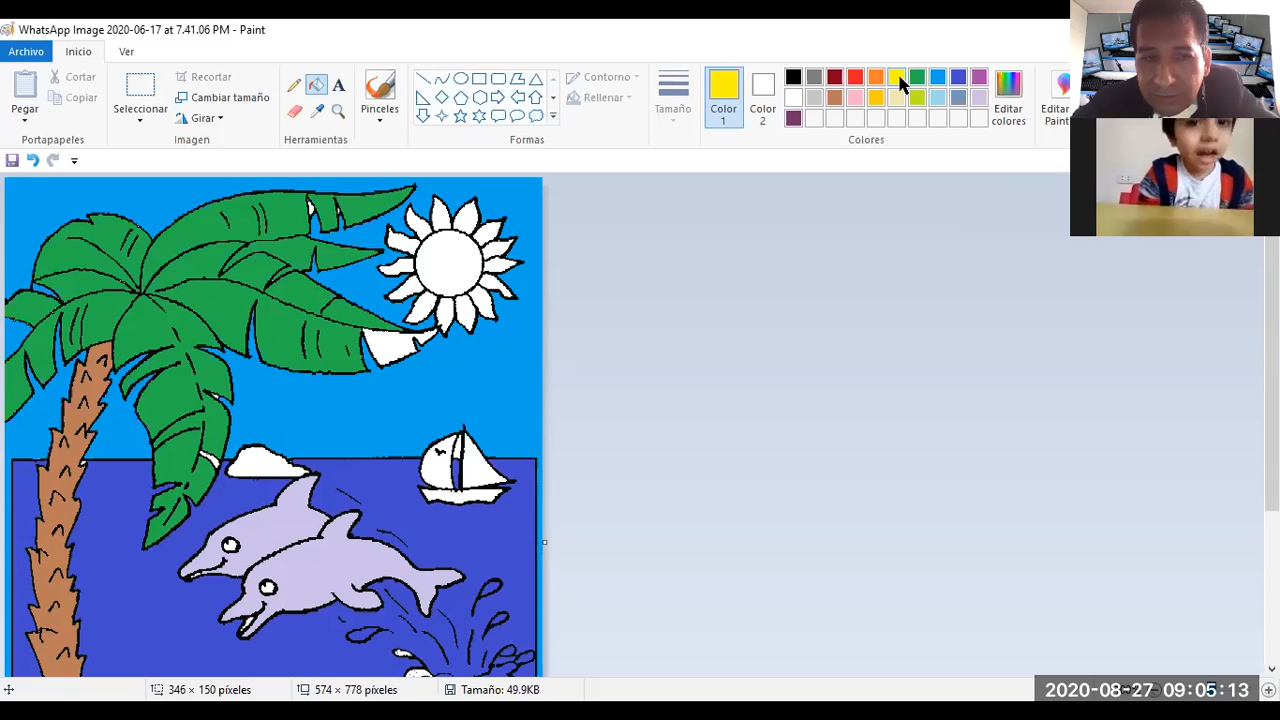 WhatsApp Image 2020-06-17 at 7.41.06 PM - Paint
Archivo Inicio Ver
Pegar
Cortar
Copiar
Portapapeles
Seleccionar
Recortar
Cambiar tamaño
Girar
Imagen
A
Herramientas
Pinceles
Contorno
Rellenar
Formas
Tamaño
Color 1
Color 2
Colores
Editar colores
Editar
Paint
346 × 150 píxeles
574 × 778 píxeles
Tamaño: 49.9KB
2020-08-27 09:05:13